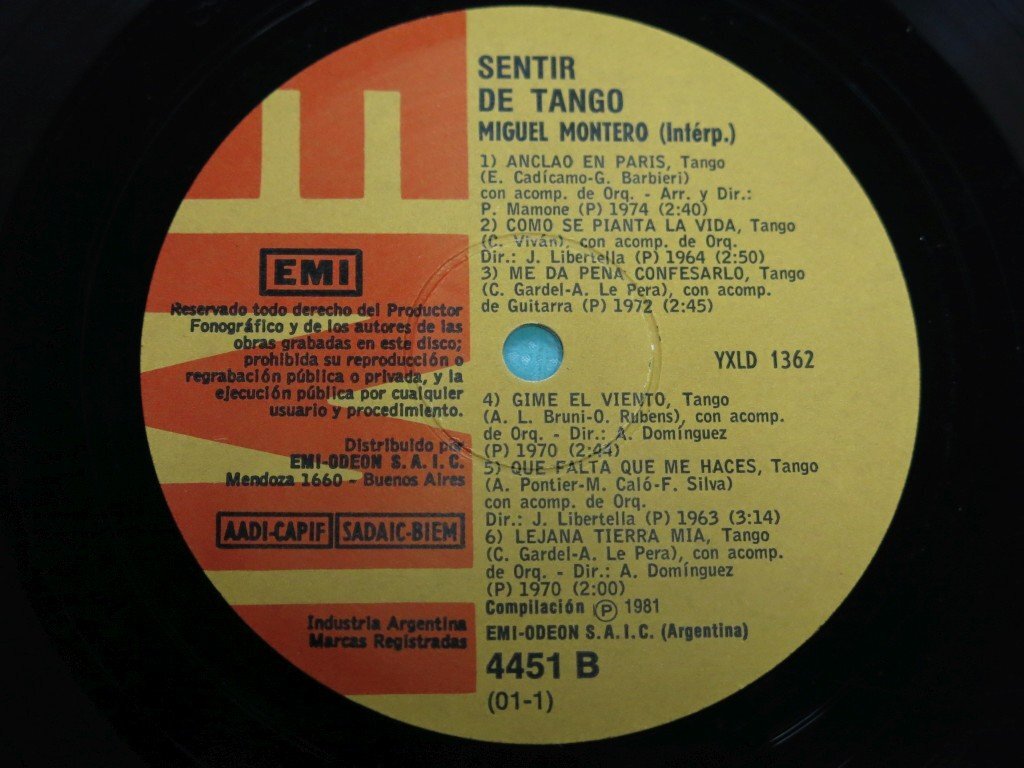 SENTIR
DE TANGO
MIGUEL MONTERO (Intérp.)
1) ANCLAO EN PARIS, Tango
(E. Cadícamo-G. Barbieri)
con acomp. de Orq. - Arr. y Dir.:
P. Mamone (P) 1974 (2:40)
2) COMO SE PIANTA LA VIDA, Tango
(C. Viván), con acomp. de Orq.
Dir.: J. Libertella (P) 1964 (2:50)
3) ME DA PENA CONFESARLO, Tango
(C. Gardel-A. Le Pera), con acomp.
de Guitarra (P) 1972 (2:45)
YXLD 1362
4) GIME EL VIENTO, Tango
(A. L. Bruni-O. Rubens), con acomp.
de Orq. - Dir.: A. Domínguez
(P) 1970 (2:44)
5) QUE FALTA QUE ME HACES, Tango
(A. Pontier-M. Caló-F. Silva)
con acomp. de Orq.
Dir.: J. Libertella (P) 1963 (3:14)
6) LEJANA TIERRA MIA, Tango
(C. Gardel-A. Le Pera), con acomp.
de Orq. - Dir.: A. Domínguez
(P) 1970 (2:00)
Compilación Ⓟ 1981
EMI-ODEON S.A.I.C. (Argentina)
4451 B
(01-1)
EMI
Reservado todo derecho del Productor
Fonográfico y de los autores de las
obras grabadas en este disco;
prohibida su reproducción o
regrabación pública o privada, y la
ejecución pública por cualquier
usuario y procedimiento.
Distribuido por
EMI-ODEON S.A.I.C.
Mendoza 1660 - Buenos Aires
AADI-CAPIF SADAIC-BIEM
Industria Argentina
Marcas Registradas